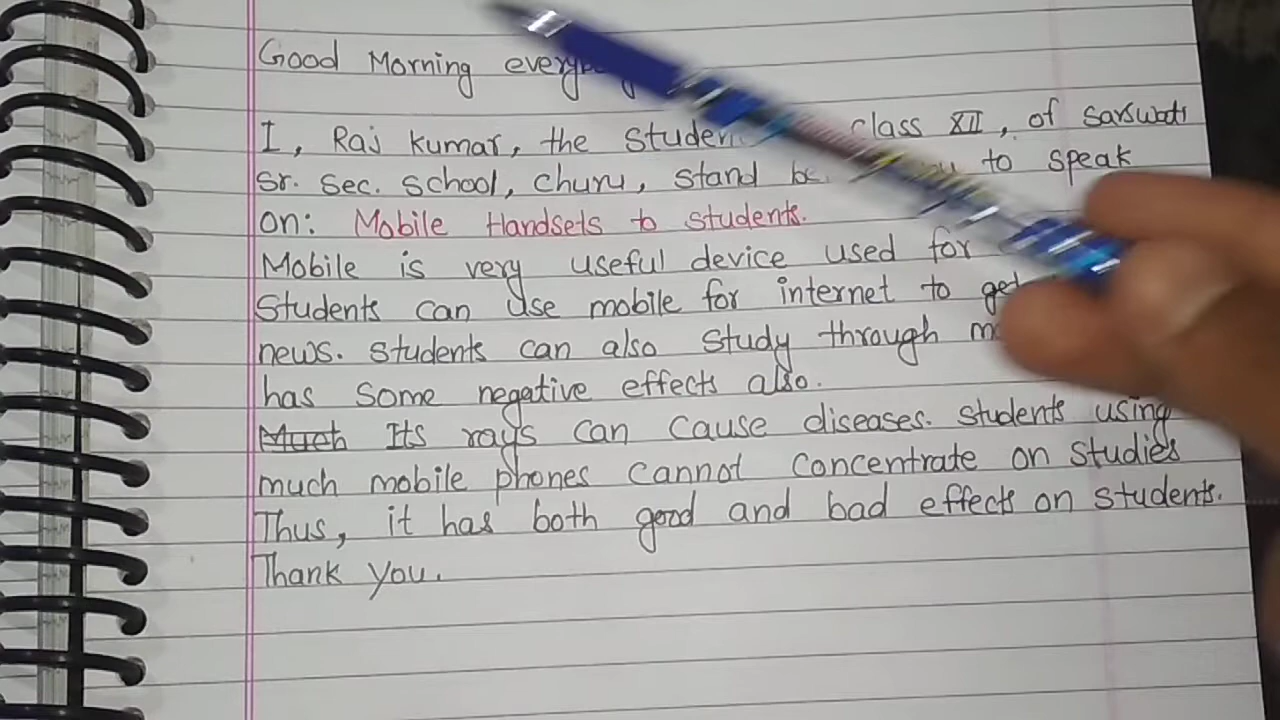 Good Morning
I, Raj Kumar, the class XII, of Sarswati
Sr. Sec. School, Churu, stand to speak
on: Mobile Handsets to Students.
Mobile is very useful device used for
Students can use mobile for internet to get
news. Students can also study through
has some negative effects also.
Much Its rays can cause diseases. Students using
much mobile phones cannot concentrate on studies
Thus, it has both good and bad effects on students.
Thank you.